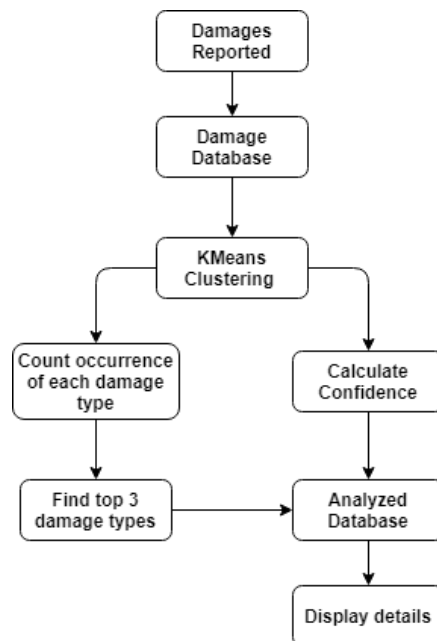 Damages
Reported
Damage
Database
KMeans
Clustering
Count occurrence
of each damage
type
Calculate
Confidence
Find top 3
damage types
Analyzed
Database
Display details